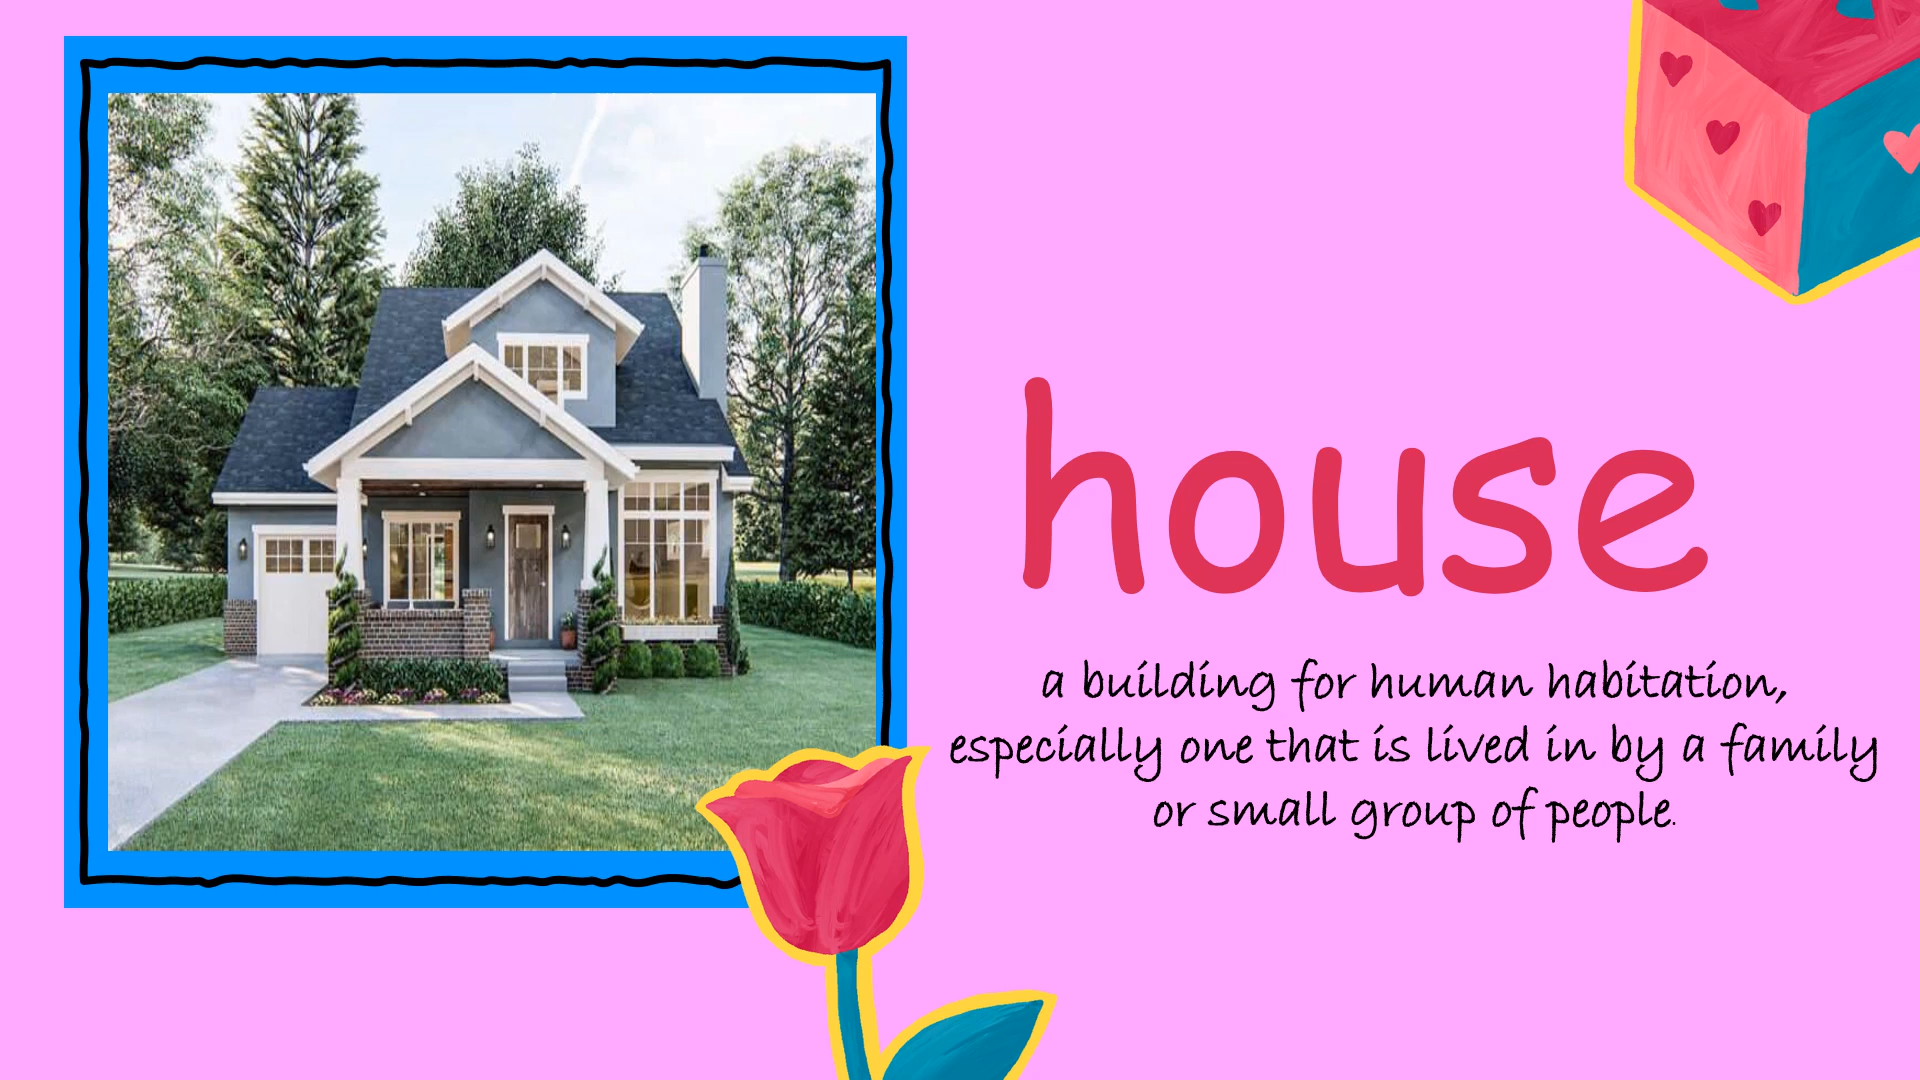 house
a building for human habitation,
especially one that is lived in by a family
or small group of people.